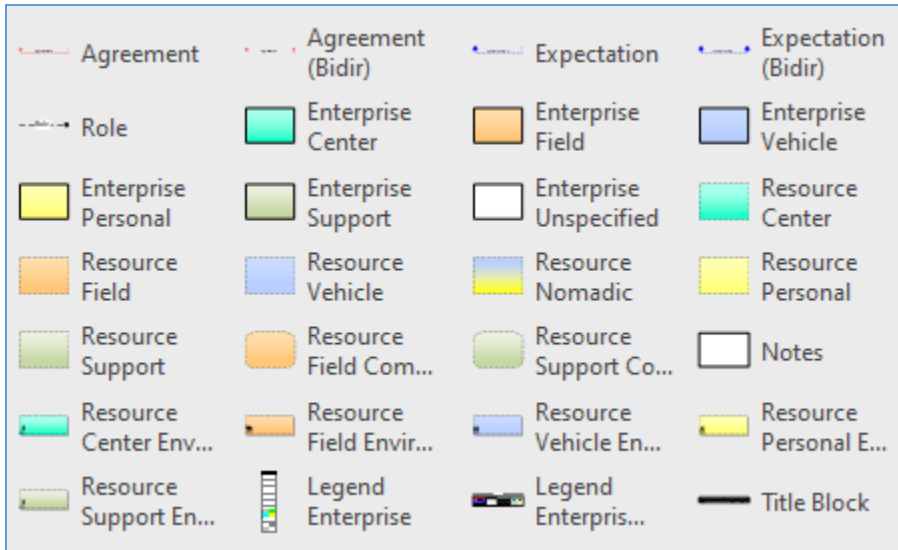 Agreement
Agreement
(Bidir)
Expectation
Expectation
(Bidir)
Role
Enterprise
Center
Enterprise
Field
Enterprise
Vehicle
Enterprise
Personal
Enterprise
Support
Enterprise
Unspecified
Resource
Center
Resource
Field
Resource
Vehicle
Resource
Nomadic
Resource
Personal
Resource
Support
Resource
Field Com...
Resource
Support Co...
Notes
Resource
Center Env...
Resource
Field Envir...
Resource
Vehicle En...
Resource
Personal E...
Resource
Support En...
Legend
Enterprise
Legend
Enterpris...
Title Block